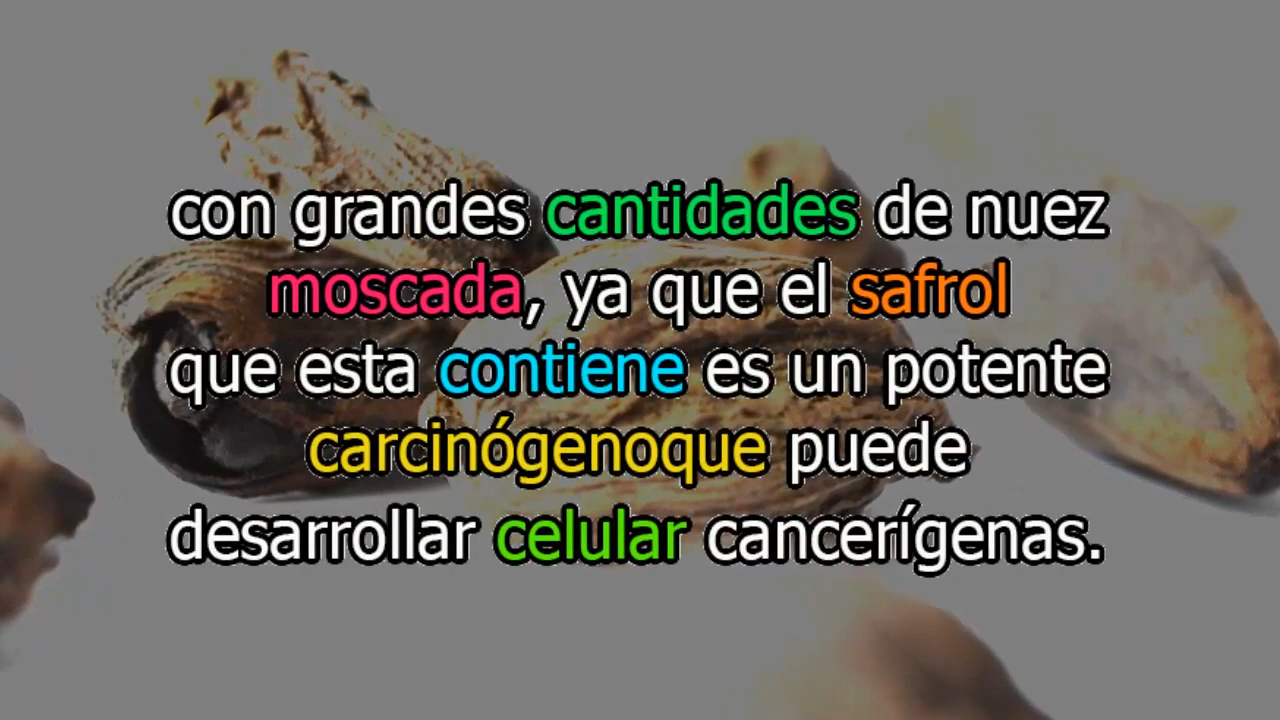 con grandes cantidades de nuez
moscada, ya que el safrol
que esta contiene es un potente
carcinógenoque puede
desarrollar celular cancerígenas.